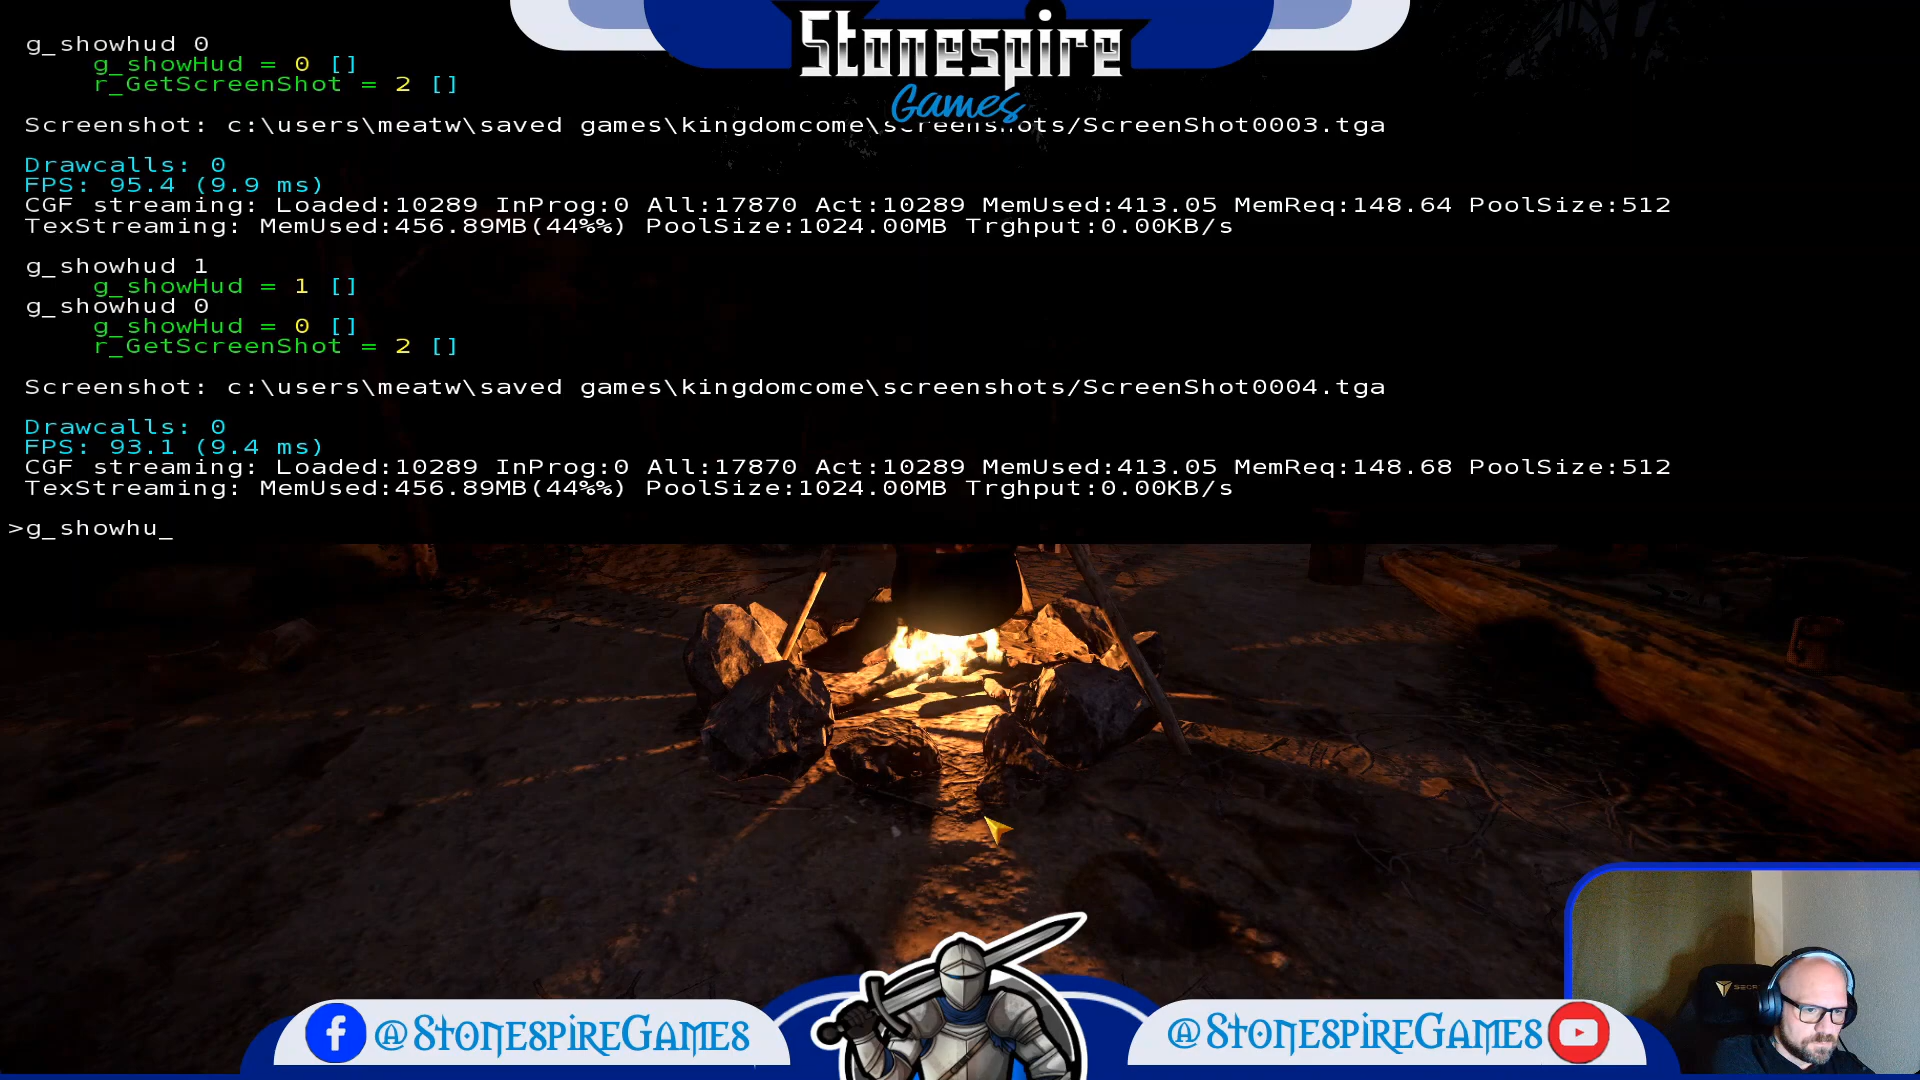 Stonespire
Games
g_showhud 0
g_showHud = 0 []
r_GetScreenShot = 2 []
Screenshot: c:\users\meatw\saved games\kingdomcome\screenshots/ScreenShot0003.tga
Drawcalls: 0
FPS: 95.4 (9.9 ms)
CGF streaming: Loaded:10289 InProg:0 All:17870 Act:10289 MemUsed:413.05 MemReq:148.64 PoolSize:512
TexStreaming: MemUsed:456.89MB(44%%) PoolSize:1024.00MB Trghput:0.00KB/s
g_showhud 1
g_showHud = 1 []
g_showhud 0
g_showHud = 0 []
r_GetScreenShot = 2 []
Screenshot: c:\users\meatw\saved games\kingdomcome\screenshots/ScreenShot0004.tga
Drawcalls: 0
FPS: 93.1 (9.4 ms)
CGF streaming: Loaded:10289 InProg:0 All:17870 Act:10289 MemUsed:413.05 MemReq:148.68 PoolSize:512
TexStreaming: MemUsed:456.89MB(44%%) PoolSize:1024.00MB Trghput:0.00KB/s
>g_showhu_
@StonespireGames
@StonespireGames